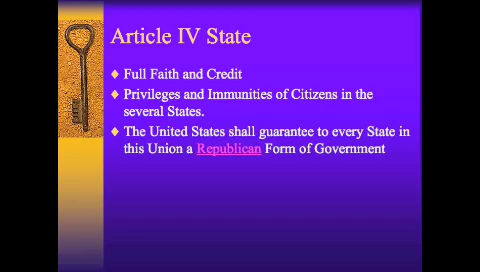 Article IV State
Full Faith and Credit
Privileges and Immunities of Citizens in the
several States.
The United States shall guarantee to every State in
this Union a Republican Form of Government